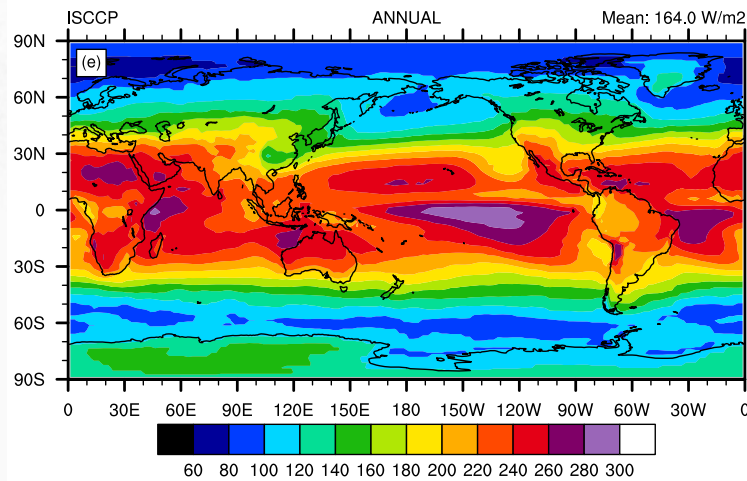 ISCCP ANNUAL Mean: 164.0 W/m2
90N
(e)
60N
30N
0
30S
60S
90S
0 30E 60E 90E 120E 150E 180 150W 120W 90W 60W 30W 0
60 80 100 120 140 160 180 200 220 240 260 280 300